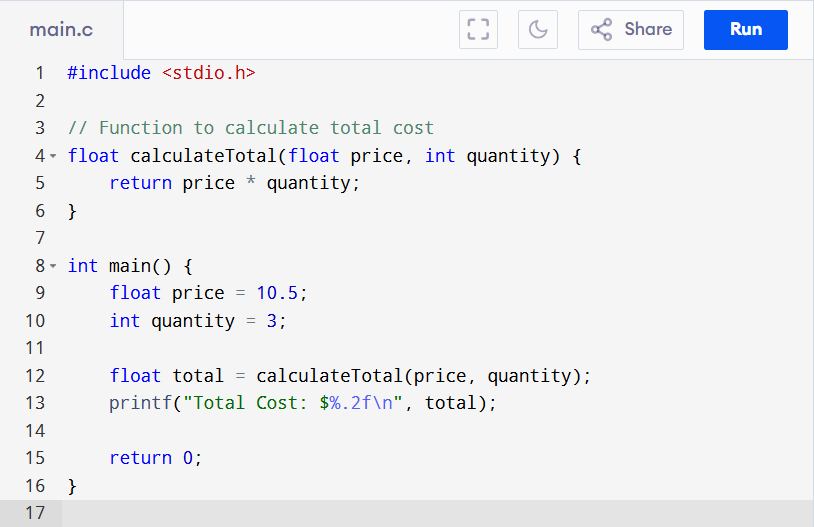 main.c Share Run
1 #include <stdio.h>
2
3 // Function to calculate total cost
4 float calculateTotal(float price, int quantity) {
5     return price * quantity;
6 }
7
8 int main() {
9     float price = 10.5;
10     int quantity = 3;
11
12     float total = calculateTotal(price, quantity);
13     printf("Total Cost: $%.2f\n", total);
14
15     return 0;
16 }
17